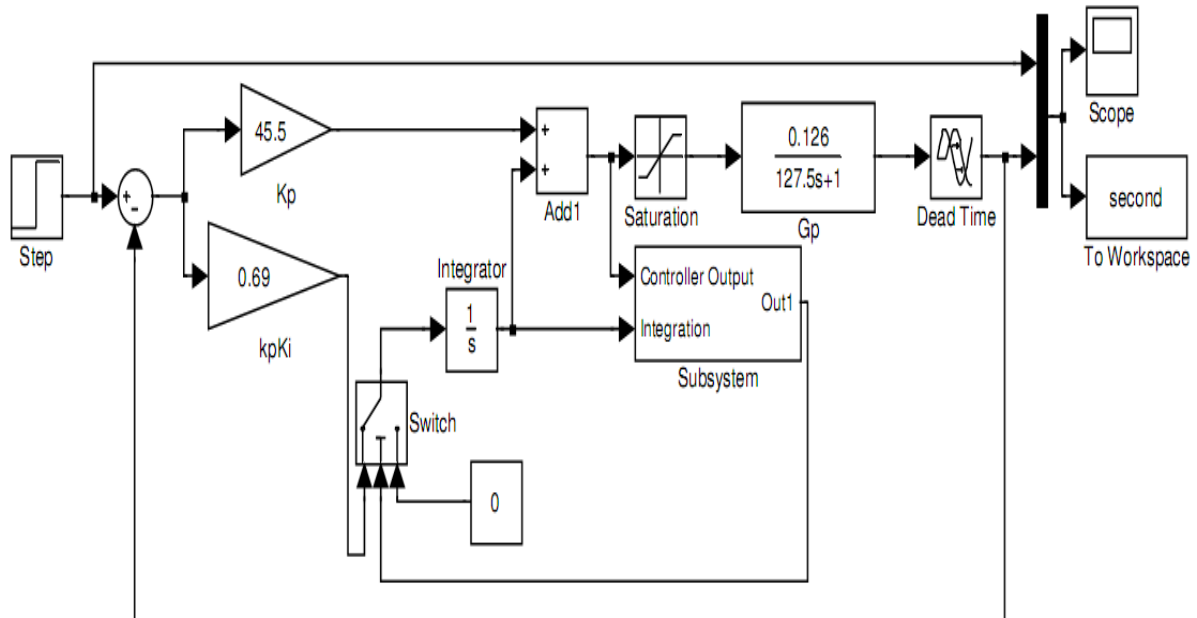 Scope
45.5
Kp
+
+
Add1
Saturation
0.126
127.5s+1
Gp
Dead Time
second
To Workspace
Step
+
-
0.69
kpKi
Integrator
1
s
Controller Output
Out1
Integration
Subsystem
Switch
0